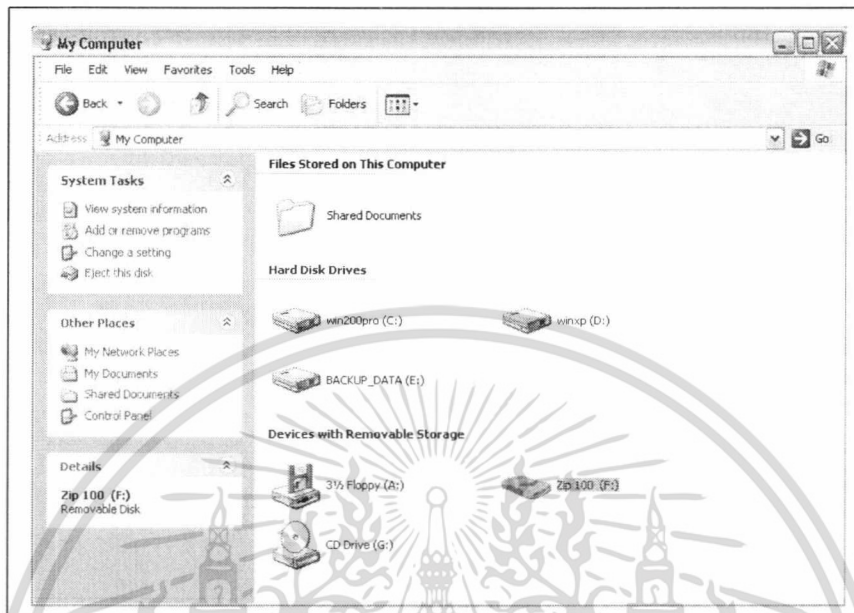 My Computer
File Edit View Favorites Tools Help
Back Search Folders
Address My Computer Go
System Tasks
View system information
Add or remove programs
Change a setting
Eject this disk
Other Places
My Network Places
My Documents
Shared Documents
Control Panel
Details
Zip 100 (F:)
Removable Disk
Files Stored on This Computer
Shared Documents
Hard Disk Drives
win200pro (C:)
winxp (D:)
BACKUP_DATA (E:)
Devices with Removable Storage
3½ Floppy (A:)
Zip 100 (F:)
CD Drive (G:)